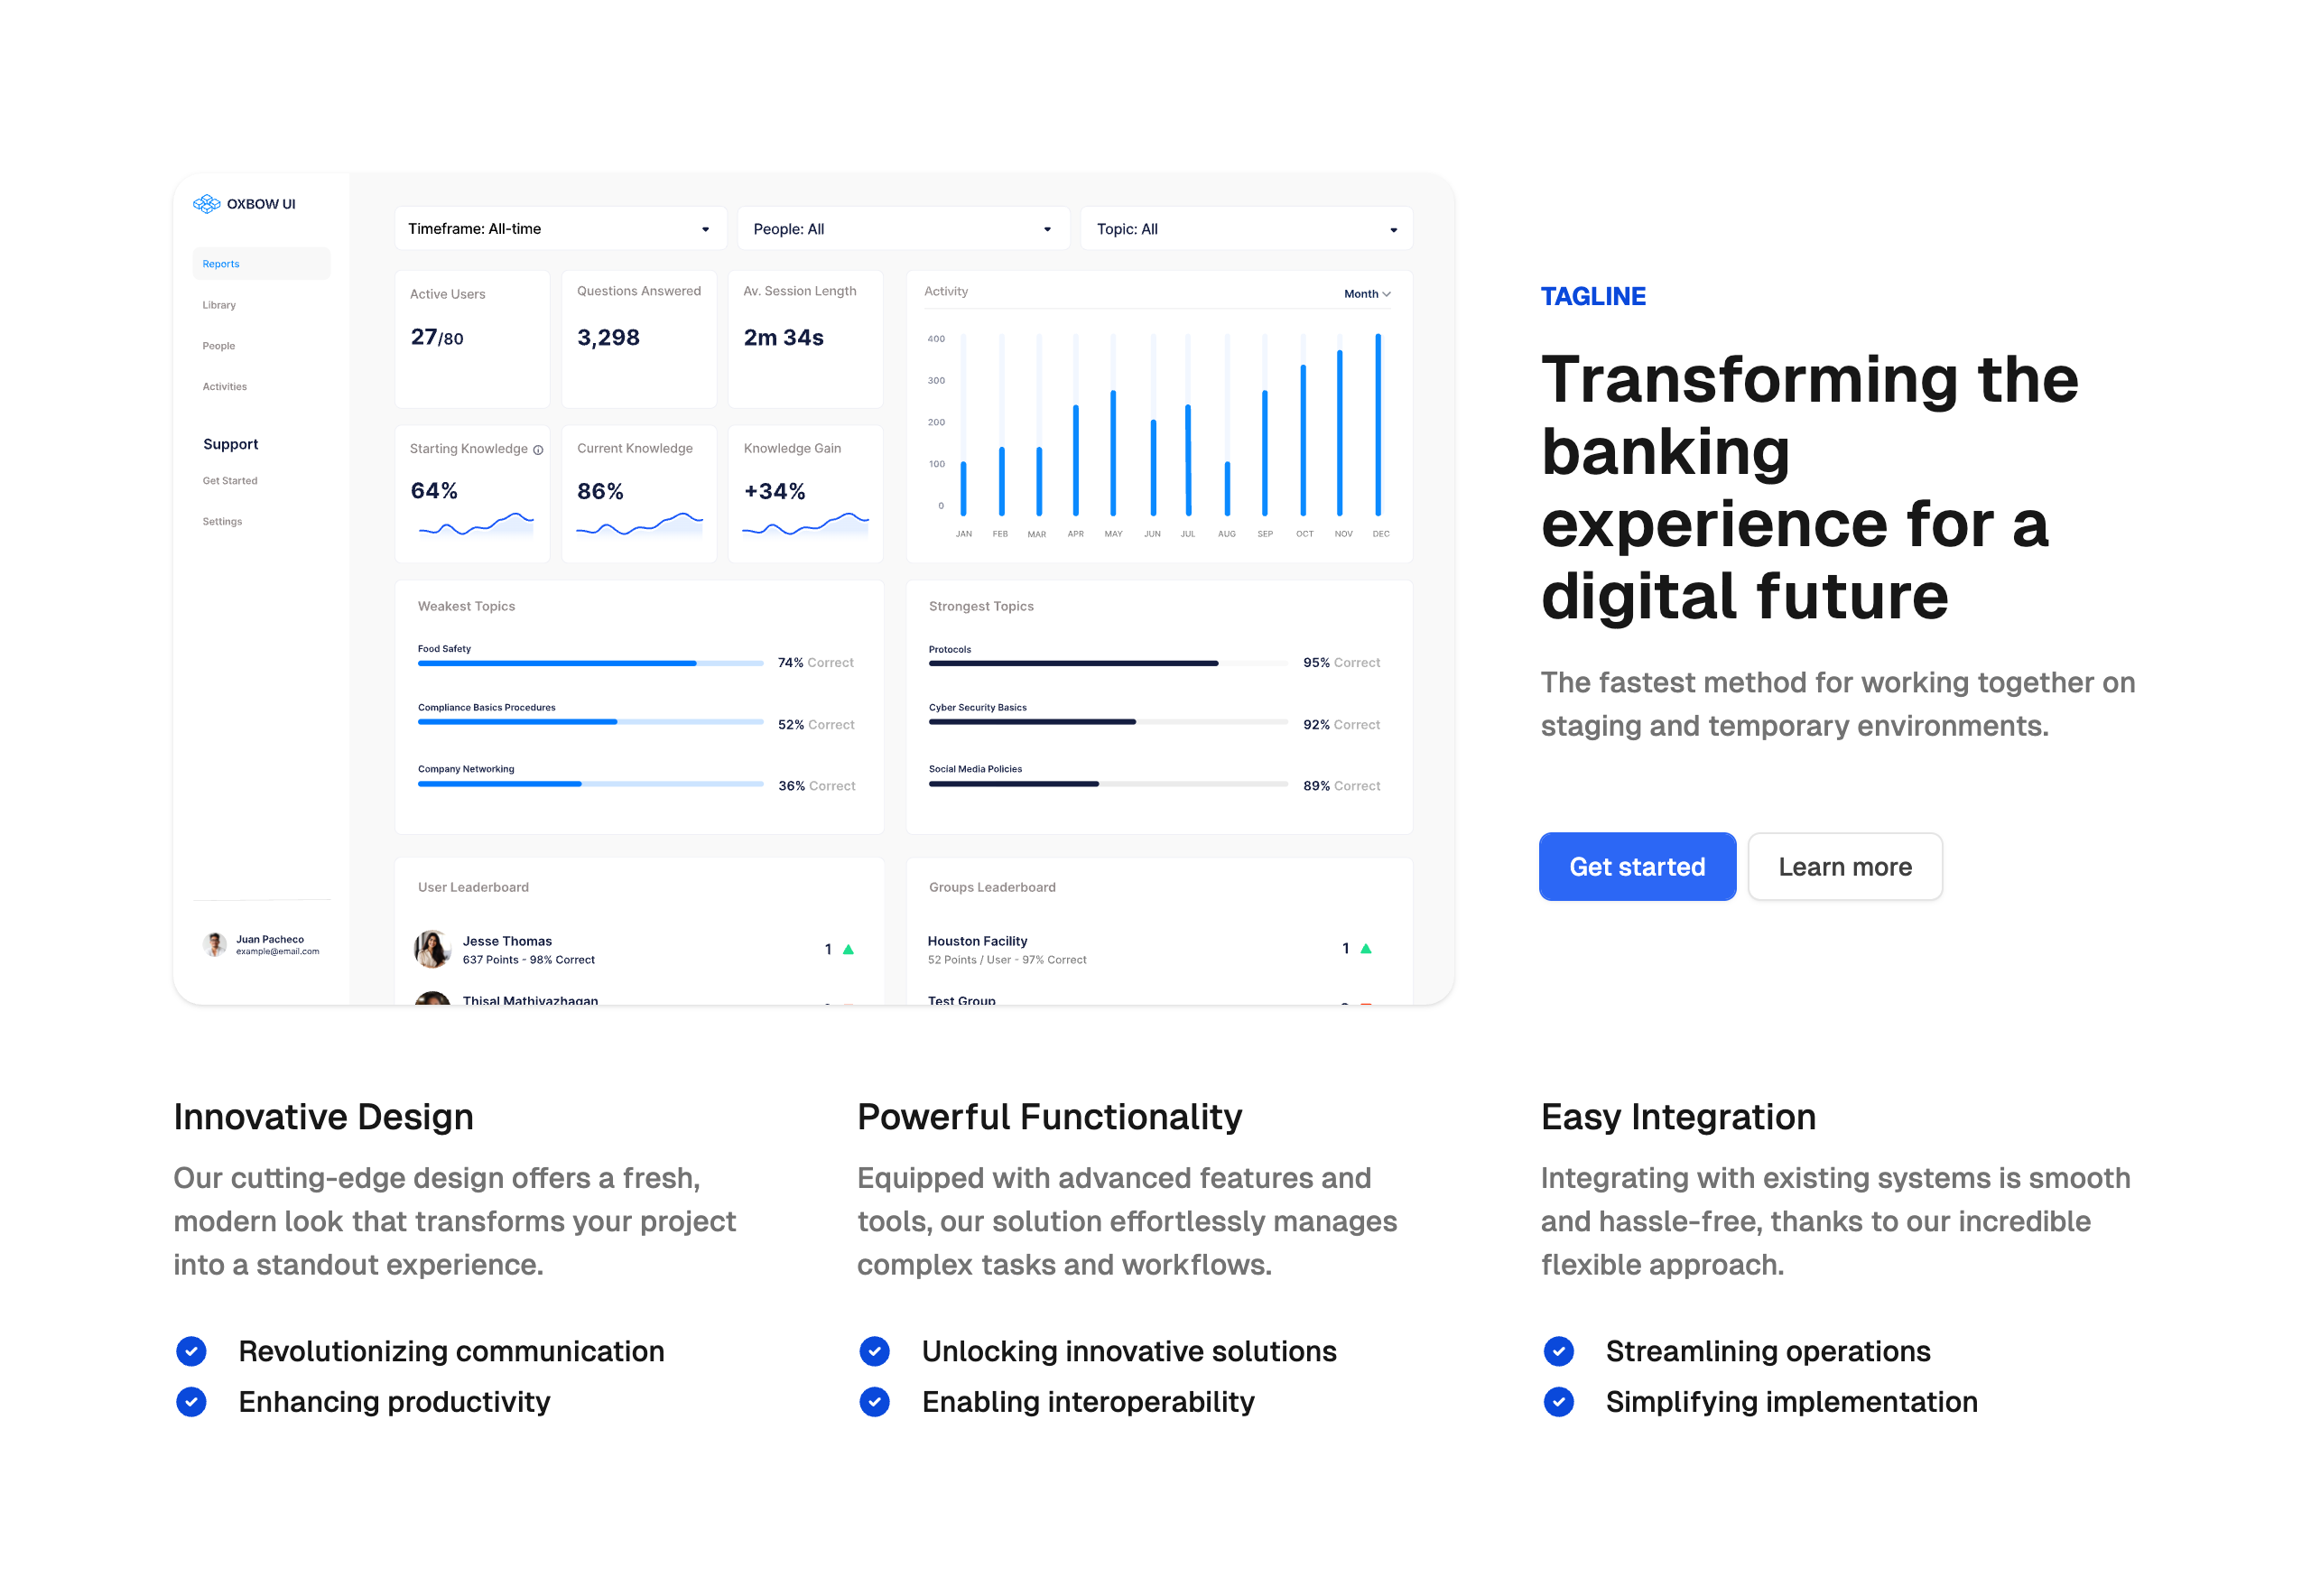 OXBOW UI
Reports
Library
People
Activities
Support
Get Started
Settings
Juan Pacheco
example@email.com
Timeframe: All-time
People: All
Topic: All
Active Users
27/80
Questions Answered
3,298
Av. Session Length
2m 34s
Starting Knowledge
64%
Current Knowledge
86%
Knowledge Gain
+34%
Activity
Month
400
300
200
100
0
JAN FEB MAR APR MAY JUN JUL AUG SEP OCT NOV DEC
Weakest Topics
Food Safety
74% Correct
Compliance Basics Procedures
52% Correct
Company Networking
36% Correct
Strongest Topics
Protocols
95% Correct
Cyber Security Basics
92% Correct
Social Media Policies
89% Correct
User Leaderboard
Jesse Thomas
637 Points - 98% Correct
1
Thisal Mathiyazhagan
Groups Leaderboard
Houston Facility
52 Points / User - 97% Correct
1
Test Group
TAGLINE
Transforming the
banking
experience for a
digital future
The fastest method for working together on
staging and temporary environments.
Get started
Learn more
Innovative Design
Our cutting-edge design offers a fresh,
modern look that transforms your project
into a standout experience.
Revolutionizing communication
Enhancing productivity
Powerful Functionality
Equipped with advanced features and
tools, our solution effortlessly manages
complex tasks and workflows.
Unlocking innovative solutions
Enabling interoperability
Easy Integration
Integrating with existing systems is smooth
and hassle-free, thanks to our incredible
flexible approach.
Streamlining operations
Simplifying implementation